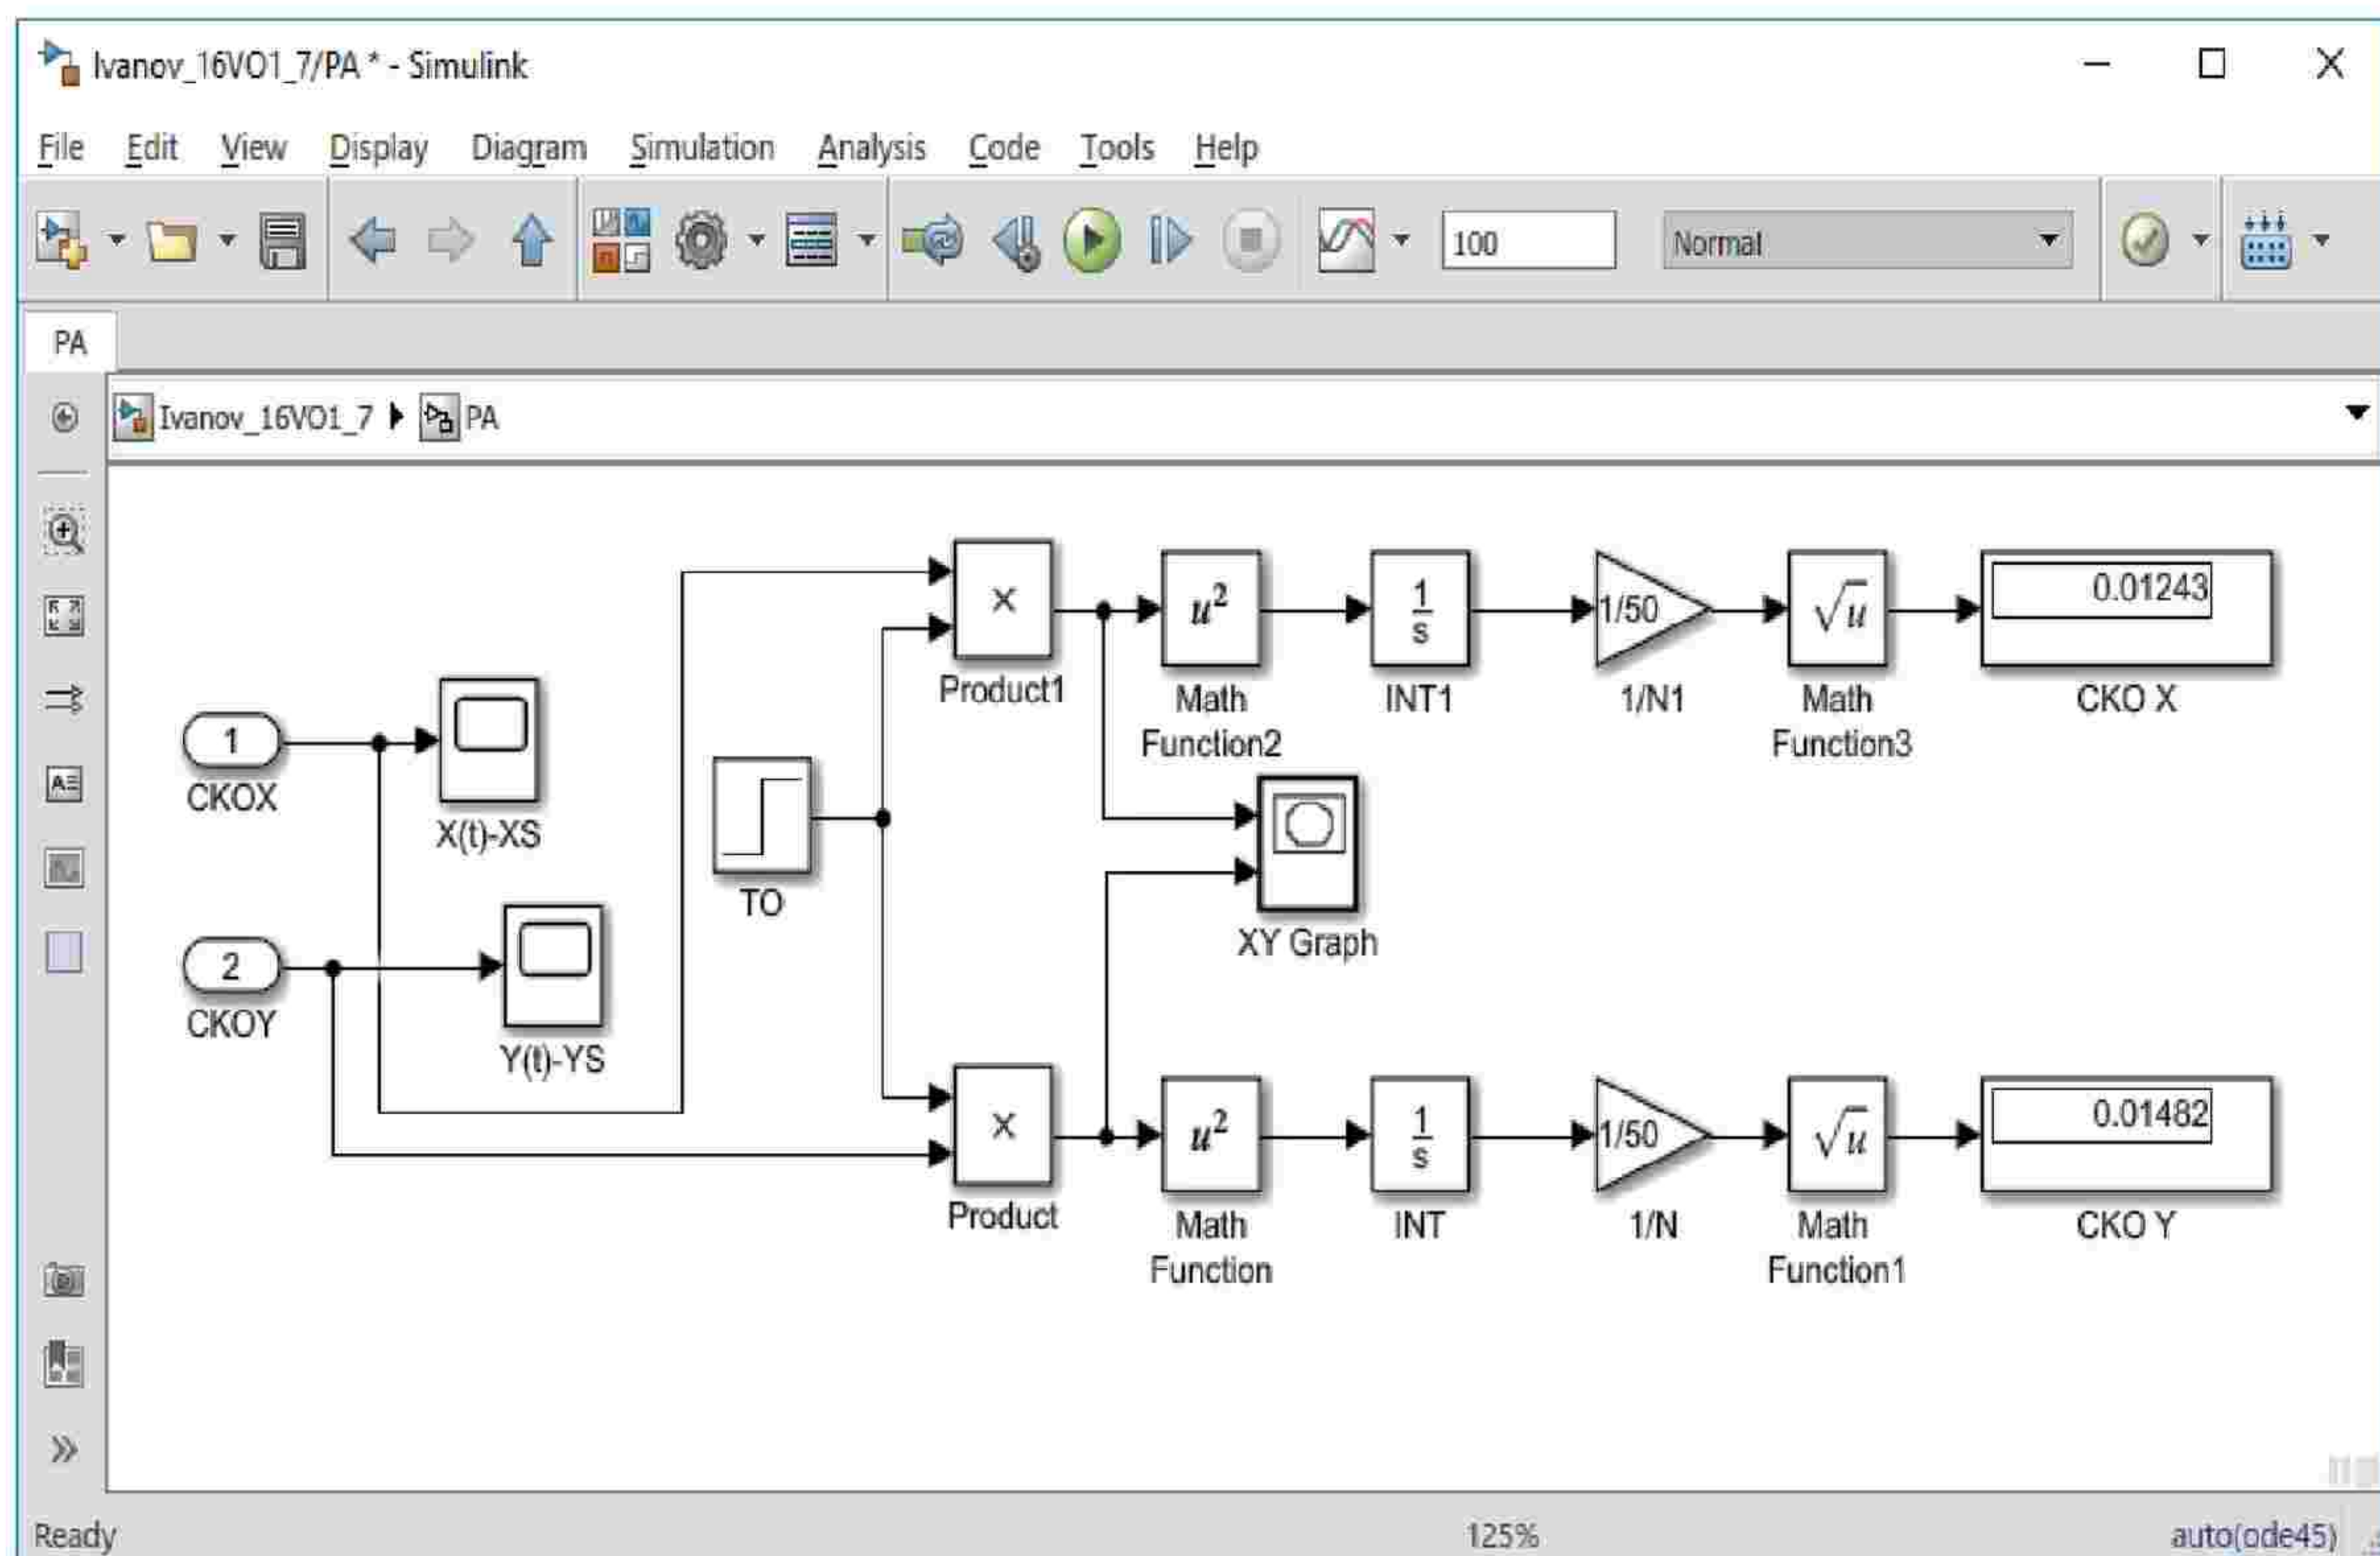 Ivanov_16VO1_7/PA * - Simulink
File Edit View Display Diagram Simulation Analysis Code Tools Help
100 Normal
PA
Ivanov_16VO1_7 PA
×
u²
1/s
1/50
√u
0.01243
Product1
Math Function2
INT1
1/N1
Math Function3
CKO X
1
CKOX
X(t)-XS
TO
XY Graph
2
CKOY
Y(t)-YS
×
u²
1/s
1/50
√u
0.01482
Product
Math Function
INT
1/N
Math Function1
CKO Y
Ready 125% auto(ode45)